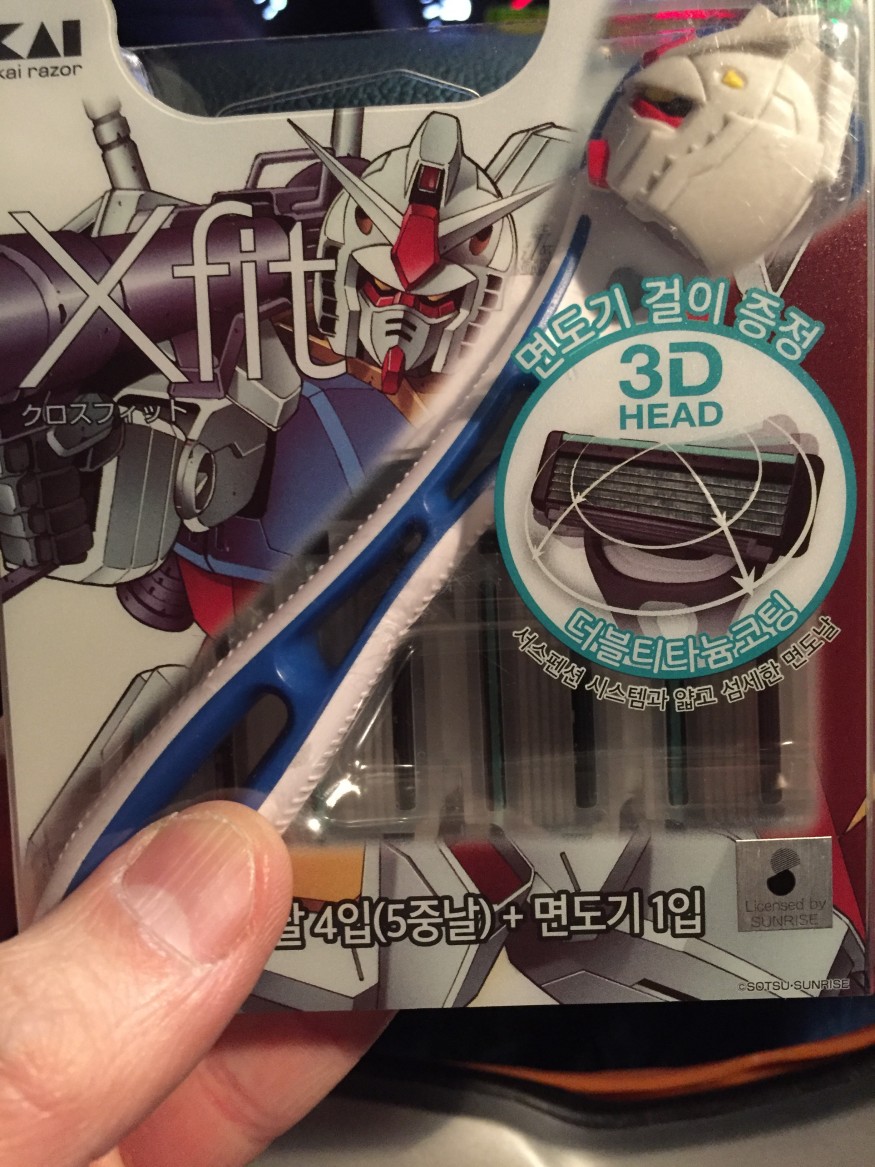 KAI
kai razor
Xfit
クロスフィット
면도기 걸이 증정
3D
HEAD
더블티타늄코팅
서스펜션 시스템과 얇고 섬세한 면도날
날 4입(5중날) + 면도기 1입
Licensed by
SUNRISE
©SOTSU·SUNRISE